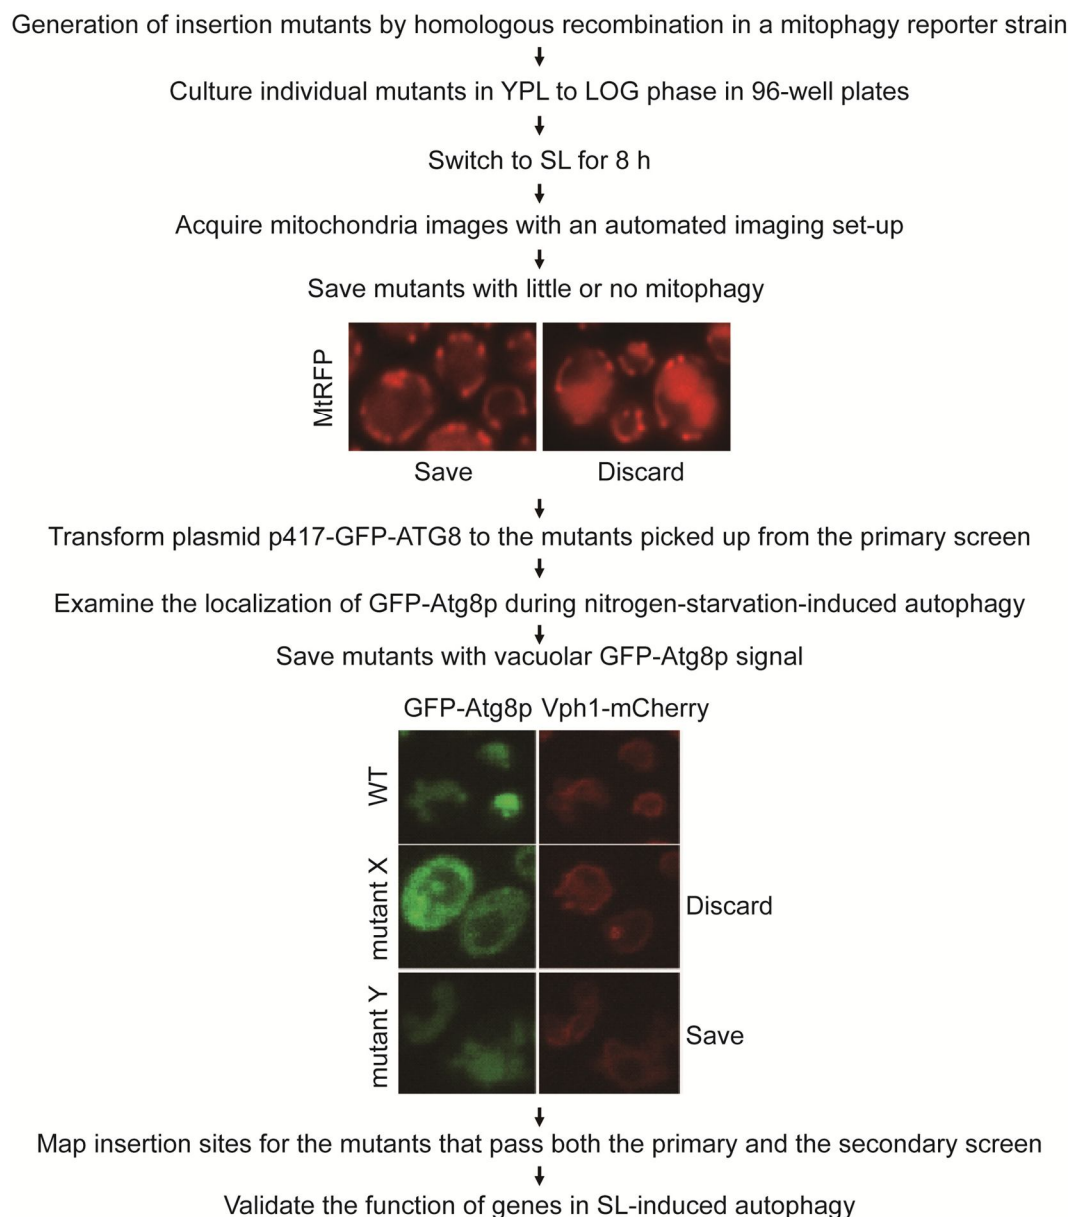 Generation of insertion mutants by homologous recombination in a mitophagy reporter strain
Culture individual mutants in YPL to LOG phase in 96-well plates
Switch to SL for 8 h
Acquire mitochondria images with an automated imaging set-up
Save mutants with little or no mitophagy
MtRFP
Save
Discard
Transform plasmid p417-GFP-ATG8 to the mutants picked up from the primary screen
Examine the localization of GFP-Atg8p during nitrogen-starvation-induced autophagy
Save mutants with vacuolar GFP-Atg8p signal
GFP-Atg8p Vph1-mCherry
WT
mutant X
Discard
mutant Y
Save
Map insertion sites for the mutants that pass both the primary and the secondary screen
Validate the function of genes in SL-induced autophagy